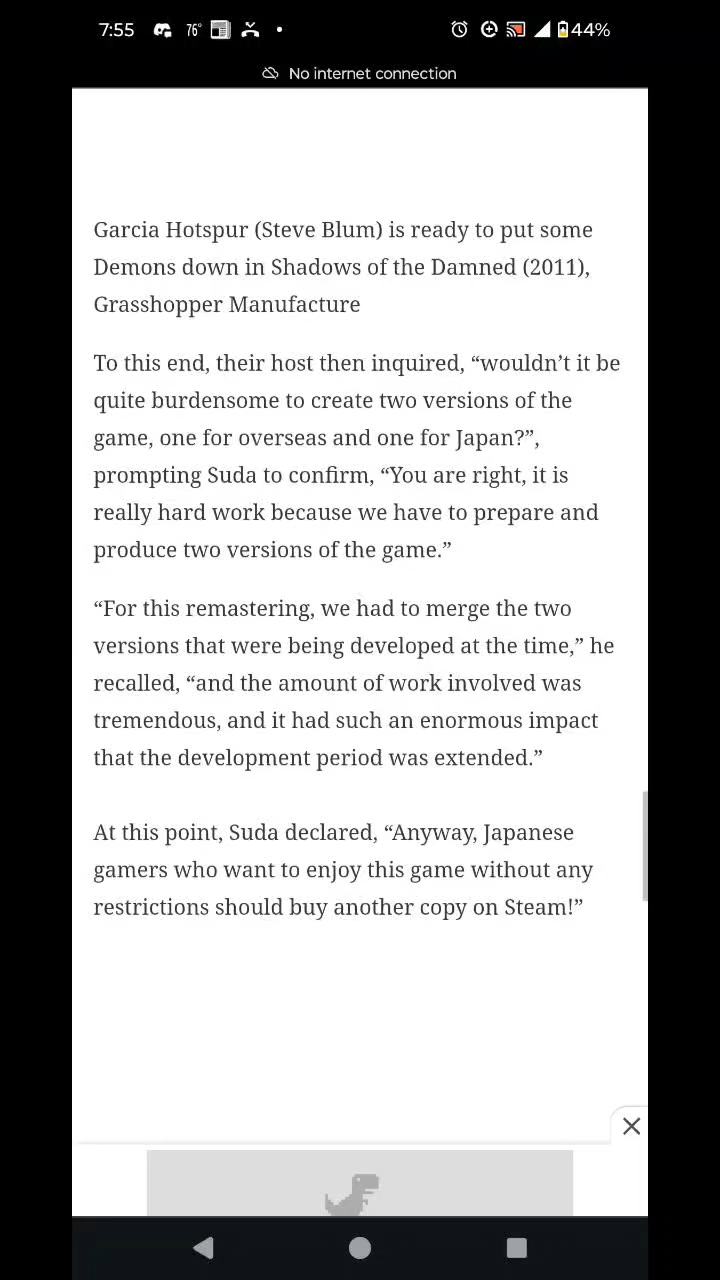 7:55 76° 44%
No internet connection
Garcia Hotspur (Steve Blum) is ready to put some
Demons down in Shadows of the Damned (2011),
Grasshopper Manufacture
To this end, their host then inquired, “wouldn’t it be
quite burdensome to create two versions of the
game, one for overseas and one for Japan?”,
prompting Suda to confirm, “You are right, it is
really hard work because we have to prepare and
produce two versions of the game.”
“For this remastering, we had to merge the two
versions that were being developed at the time,” he
recalled, “and the amount of work involved was
tremendous, and it had such an enormous impact
that the development period was extended.”
At this point, Suda declared, “Anyway, Japanese
gamers who want to enjoy this game without any
restrictions should buy another copy on Steam!”